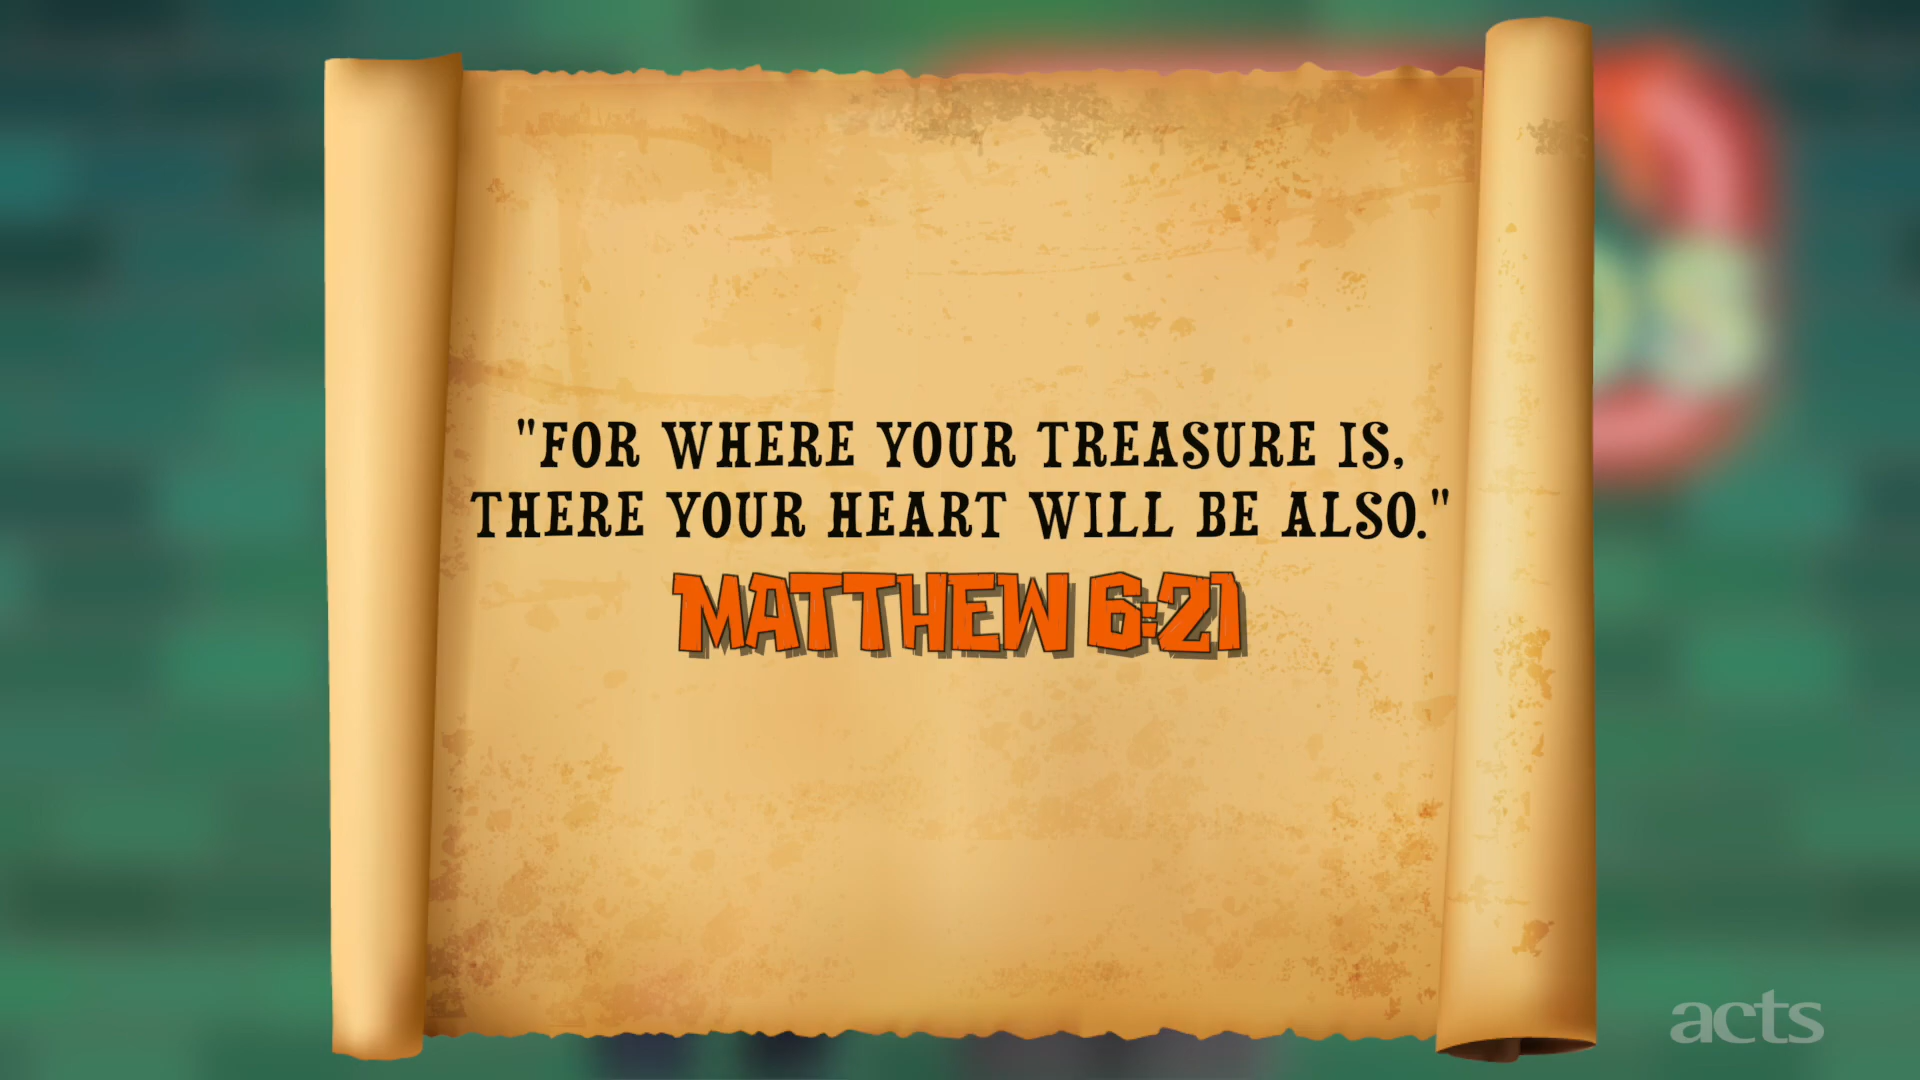 "FOR WHERE YOUR TREASURE IS,
THERE YOUR HEART WILL BE ALSO."
MATTHEW 6:21
acts